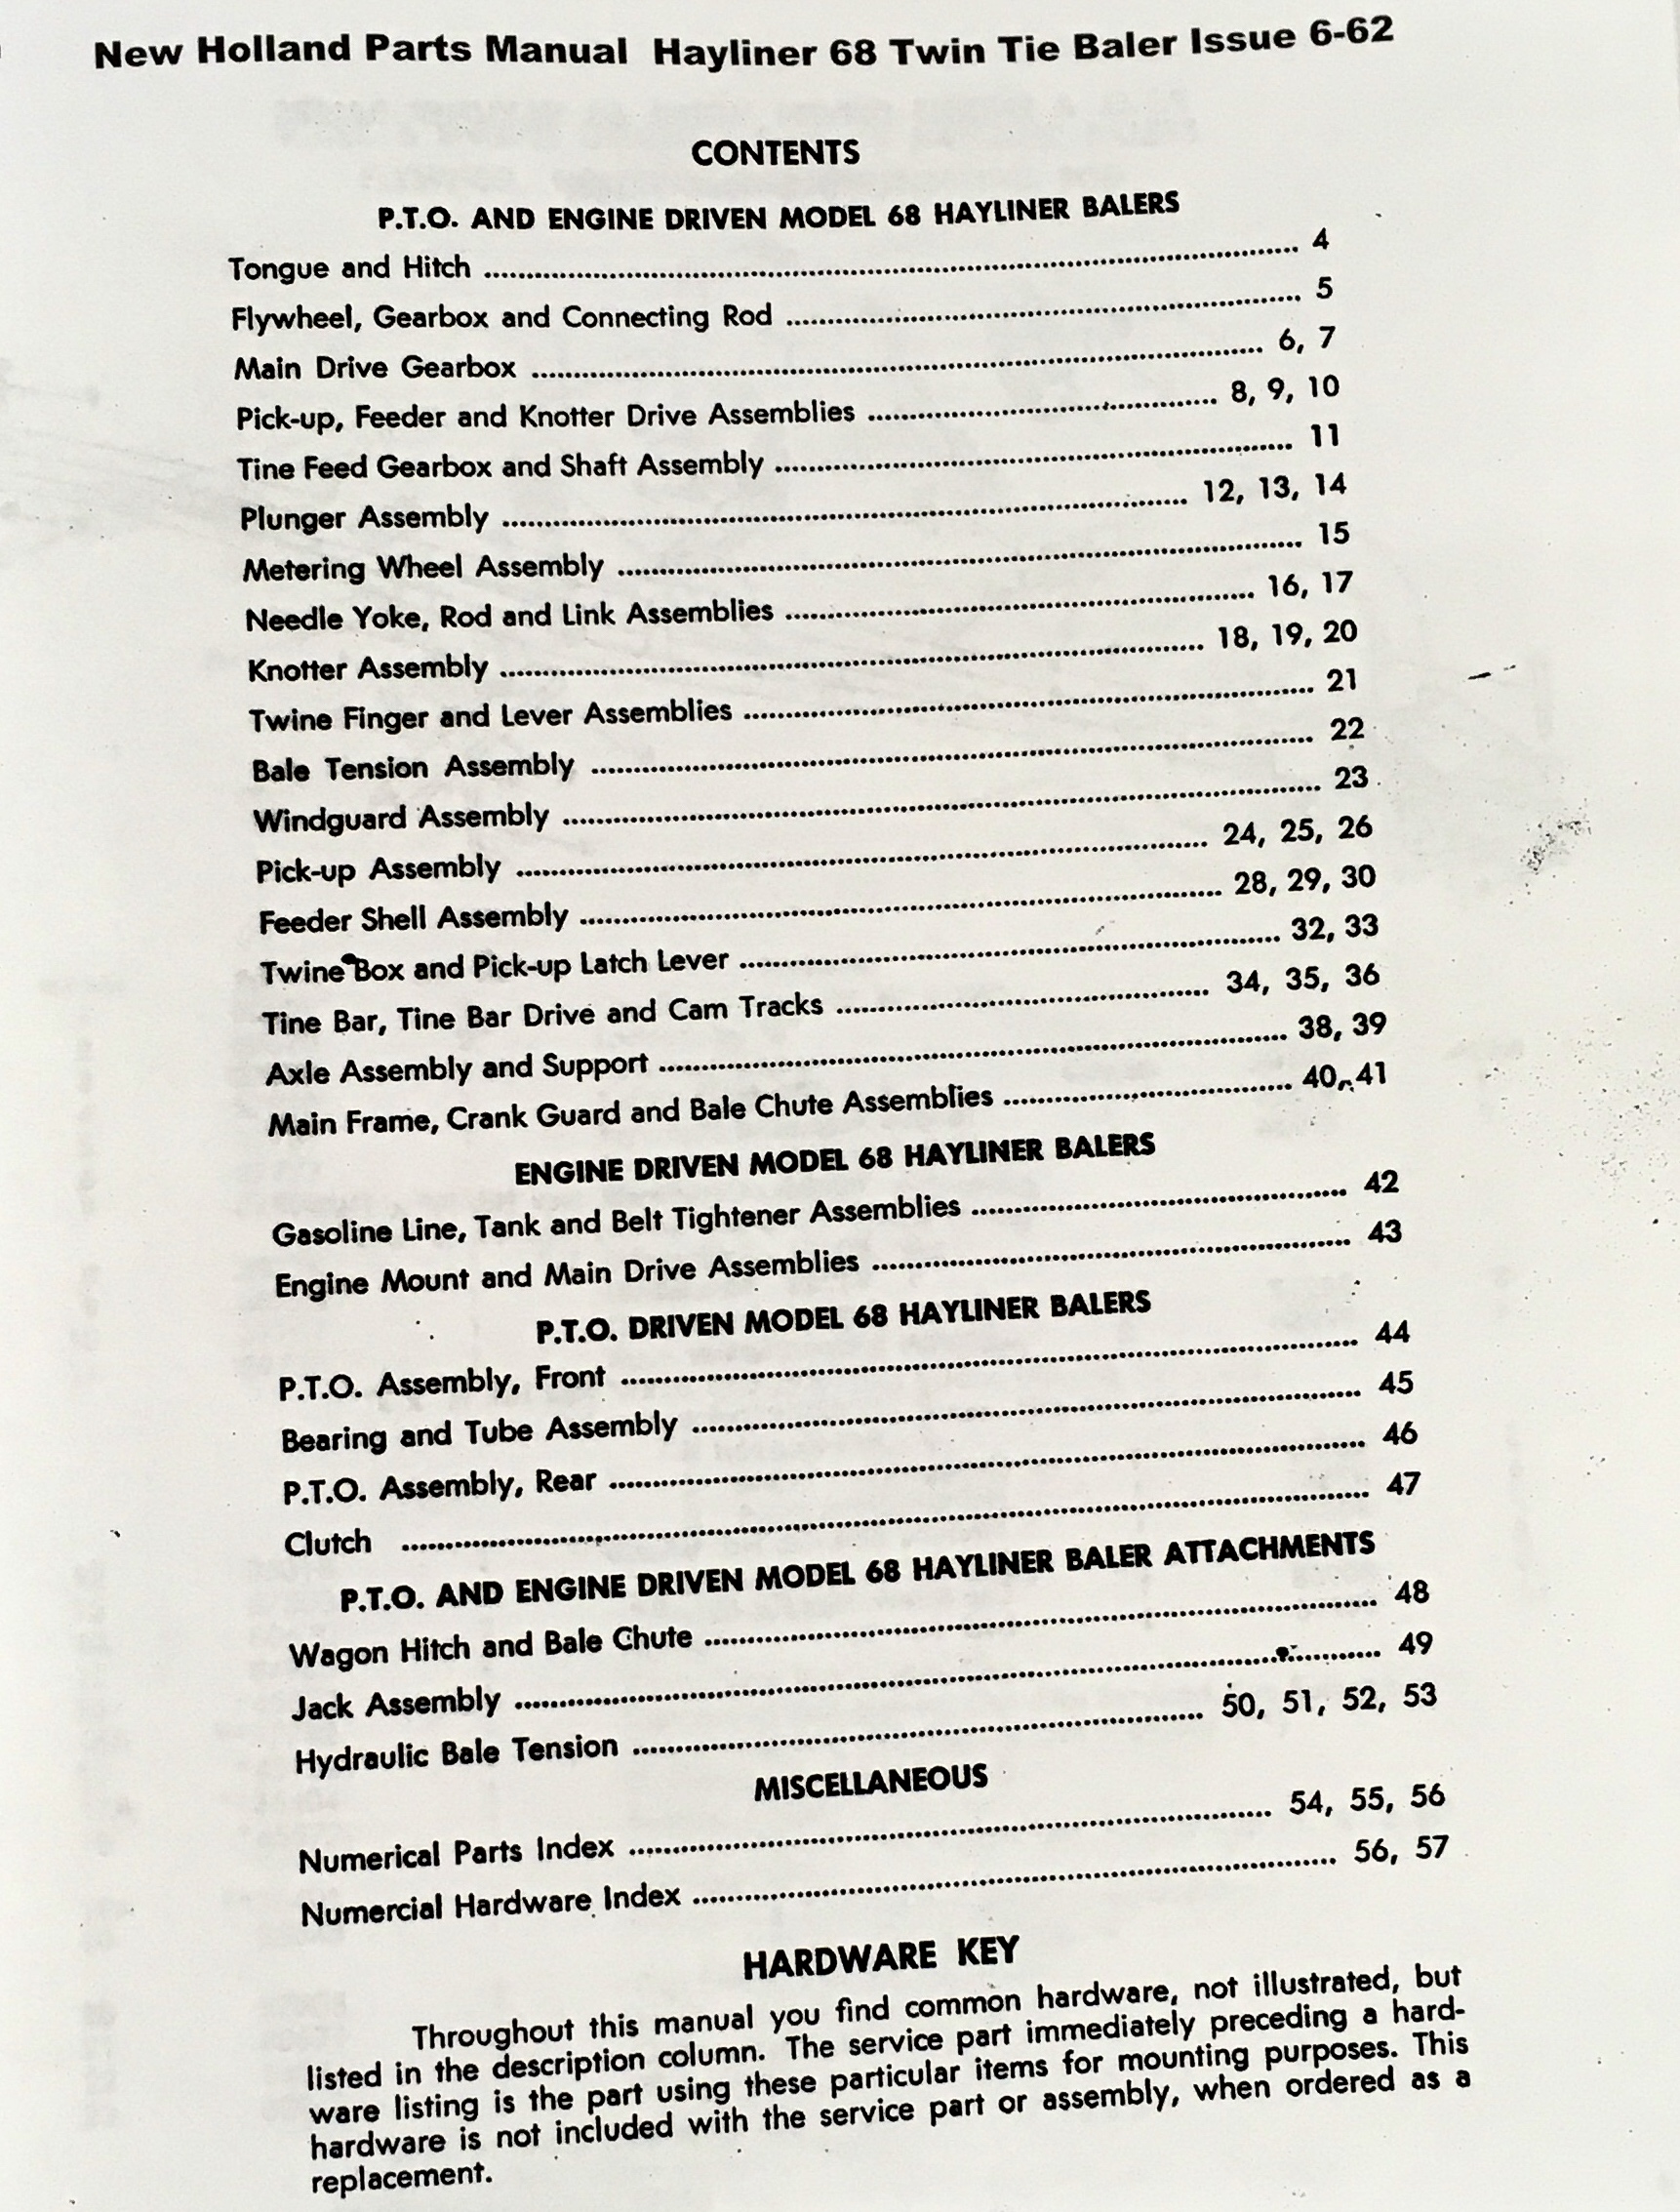 New Holland Parts Manual Hayliner 68 Twin Tie Baler Issue 6-62
CONTENTS
P.T.O. AND ENGINE DRIVEN MODEL 68 HAYLINER BALERS
Tongue and Hitch ........ 4
Flywheel, Gearbox and Connecting Rod ........ 5
Main Drive Gearbox ........ 6, 7
Pick-up, Feeder and Knotter Drive Assemblies ........ 8, 9, 10
Tine Feed Gearbox and Shaft Assembly ........ 11
Plunger Assembly ........ 12, 13, 14
Metering Wheel Assembly ........ 15
Needle Yoke, Rod and Link Assemblies ........ 16, 17
Knotter Assembly ........ 18, 19, 20
Twine Finger and Lever Assemblies ........ 21
Bale Tension Assembly ........ 22
Windguard Assembly ........ 23
Pick-up Assembly ........ 24, 25, 26
Feeder Shell Assembly ........ 28, 29, 30
Twine Box and Pick-up Latch Lever ........ 32, 33
Tine Bar, Tine Bar Drive and Cam Tracks ........ 34, 35, 36
Axle Assembly and Support ........ 38, 39
Main Frame, Crank Guard and Bale Chute Assemblies ........ 40, 41
ENGINE DRIVEN MODEL 68 HAYLINER BALERS
Gasoline Line, Tank and Belt Tightener Assemblies ........ 42
Engine Mount and Main Drive Assemblies ........ 43
P.T.O. DRIVEN MODEL 68 HAYLINER BALERS
P.T.O. Assembly, Front ........ 44
Bearing and Tube Assembly ........ 45
P.T.O. Assembly, Rear ........ 46
Clutch ........ 47
P.T.O. AND ENGINE DRIVEN MODEL 68 HAYLINER BALER ATTACHMENTS
Wagon Hitch and Bale Chute ........ 48
Jack Assembly ........ 49
Hydraulic Bale Tension ........ 50, 51, 52, 53
MISCELLANEOUS
Numerical Parts Index ........ 54, 55, 56
Numercial Hardware Index ........ 56, 57
HARDWARE KEY
Throughout this manual you find common hardware, not illustrated, but
listed in the description column. The service part immediately preceding a hard-
ware listing is the part using these particular items for mounting purposes. This
hardware is not included with the service part or assembly, when ordered as a
replacement.